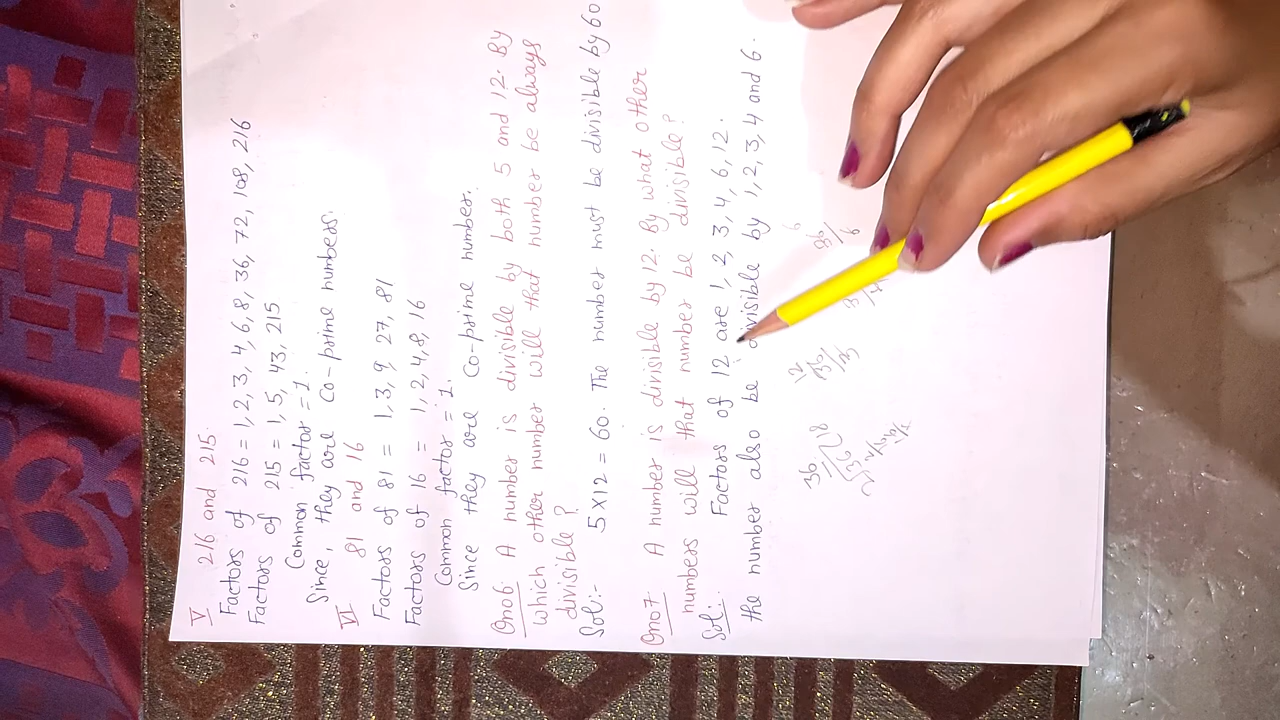 V 216 and 215.
Factors of 216 = 1, 2, 3, 4, 6, 8, 36, 72, 108, 216
Factors of 215 = 1, 5, 43, 215
Common factor = 1.
Since, they are Co-prime numbers.
VI 81 and 16
Factors of 81 = 1, 3, 9, 27, 81
Factors of 16 = 1, 2, 4, 8, 16
Common factor = 1.
Since they are Co-prime number.
Qno6 A number is divisible by both 5 and 12. By
which other number will that number be always
divisible?
Sol:- 5 x 12 = 60. The number must be divisible by 60
Qno7. A number is divisible by 12. By what other
numbers will that number be divisible?
Sol:. Factors of 12 are 1, 2, 3, 4, 6, 12.
the number also be divisible by 1, 2, 3, 4 and 6.
36